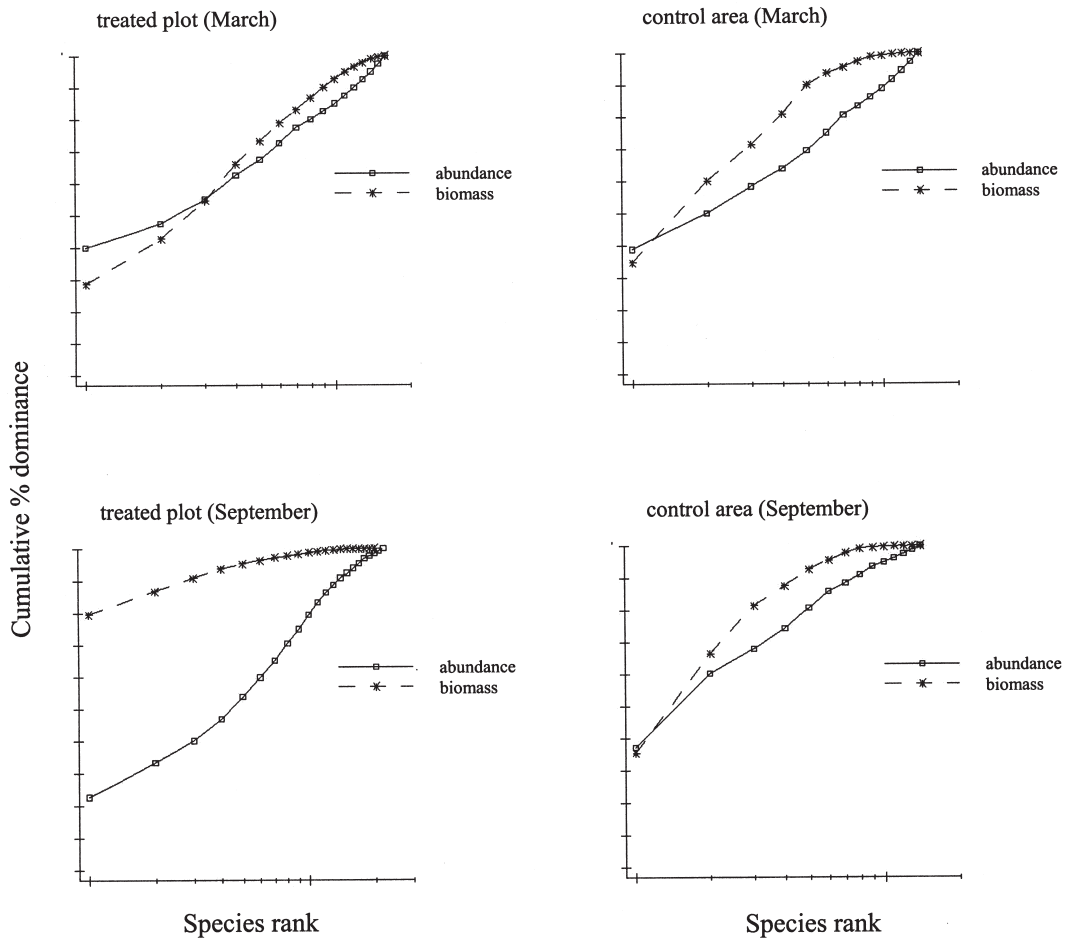 treated plot (March)
control area (March)
abundance
biomass
abundance
biomass
Cumulative % dominance
treated plot (September)
control area (September)
abundance
biomass
abundance
biomass
Species rank
Species rank